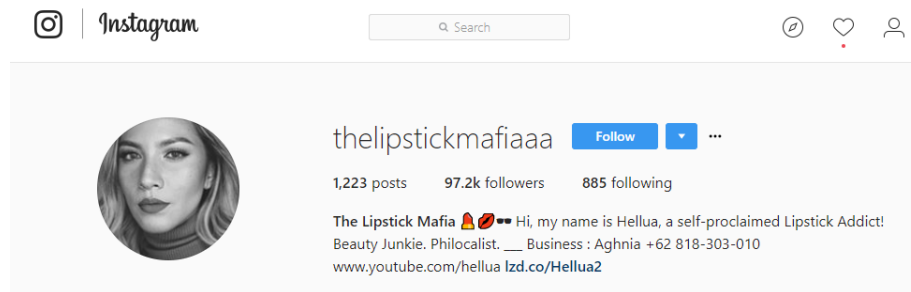 Instagram
Search
thelipstickmafiaaa Follow
1,223 posts 97.2k followers 885 following
The Lipstick Mafia 💄💋🕶 Hi, my name is Hellua, a self-proclaimed Lipstick Addict!
Beauty Junkie. Philocalist. ___ Business : Aghnia +62 818-303-010
www.youtube.com/hellua lzd.co/Hellua2